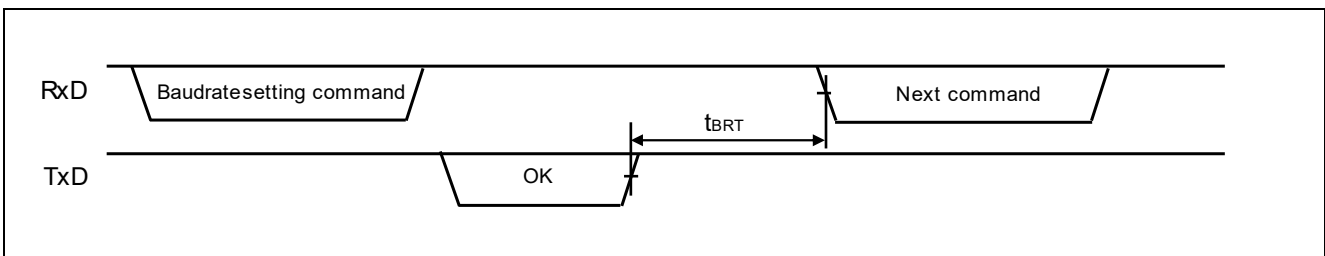 RxD
Baudratesetting command
Next command
tBRT
TxD
OK